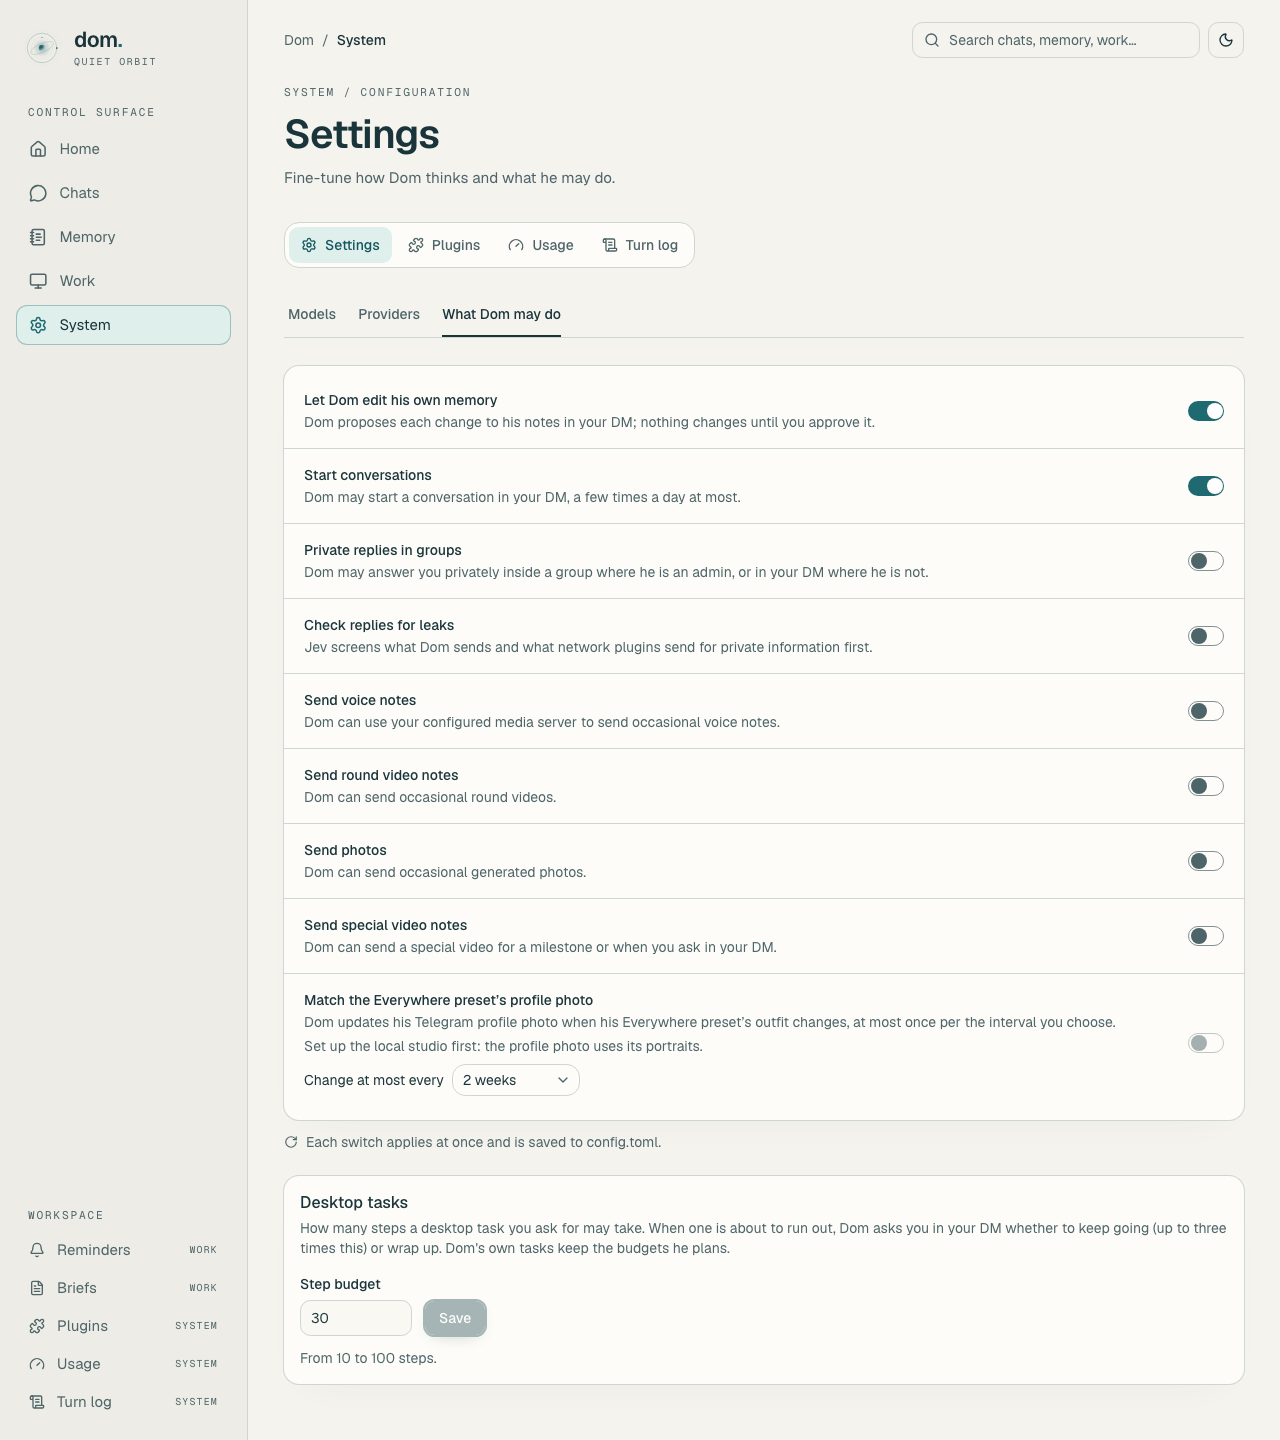 dom.
QUIET ORBIT
CONTROL SURFACE
Home
Chats
Memory
Work
System
WORKSPACE
Reminders WORK
Briefs WORK
Plugins SYSTEM
Usage SYSTEM
Turn log SYSTEM
Dom / System
Search chats, memory, work…
SYSTEM / CONFIGURATION
Settings
Fine-tune how Dom thinks and what he may do.
Settings Plugins Usage Turn log
Models Providers What Dom may do
Let Dom edit his own memory
Dom proposes each change to his notes in your DM; nothing changes until you approve it.
Start conversations
Dom may start a conversation in your DM, a few times a day at most.
Private replies in groups
Dom may answer you privately inside a group where he is an admin, or in your DM where he is not.
Check replies for leaks
Jev screens what Dom sends and what network plugins send for private information first.
Send voice notes
Dom can use your configured media server to send occasional voice notes.
Send round video notes
Dom can send occasional round videos.
Send photos
Dom can send occasional generated photos.
Send special video notes
Dom can send a special video for a milestone or when you ask in your DM.
Match the Everywhere preset’s profile photo
Dom updates his Telegram profile photo when his Everywhere preset’s outfit changes, at most once per the interval you choose.
Set up the local studio first: the profile photo uses its portraits.
Change at most every 2 weeks
Each switch applies at once and is saved to config.toml.
Desktop tasks
How many steps a desktop task you ask for may take. When one is about to run out, Dom asks you in your DM whether to keep going (up to three
times this) or wrap up. Dom’s own tasks keep the budgets he plans.
Step budget
30 Save
From 10 to 100 steps.